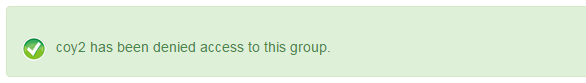 coy2 has been denied access to this group.